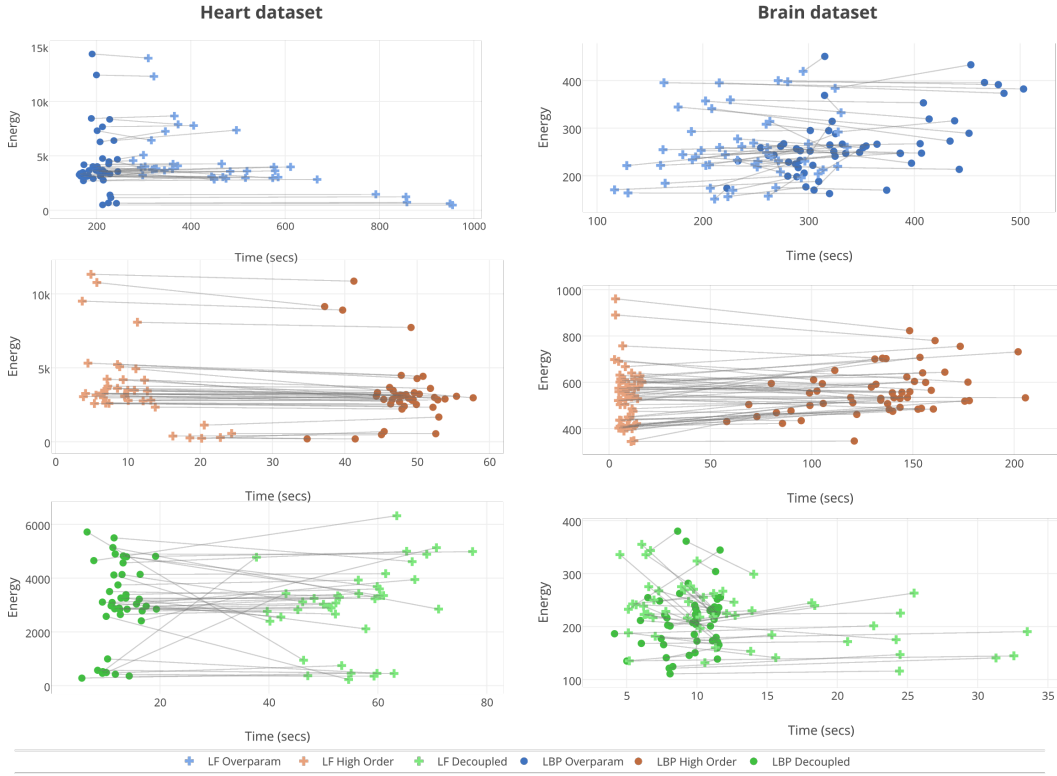 Heart dataset
Brain dataset
15k
10k
5k
0
Energy
200
400
600
800
1000
Time (secs)
400
300
200
Energy
100
200
300
400
500
Time (secs)
10k
5k
0
Energy
0
10
20
30
40
50
60
Time (secs)
1000
800
600
400
Energy
0
50
100
150
200
Time (secs)
6000
4000
2000
0
Energy
20
40
60
80
Time (secs)
400
300
200
100
Energy
5
10
15
20
25
30
35
Time (secs)
LF Overparam LF High Order LF Decoupled LBP Overparam LBP High Order LBP Decoupled